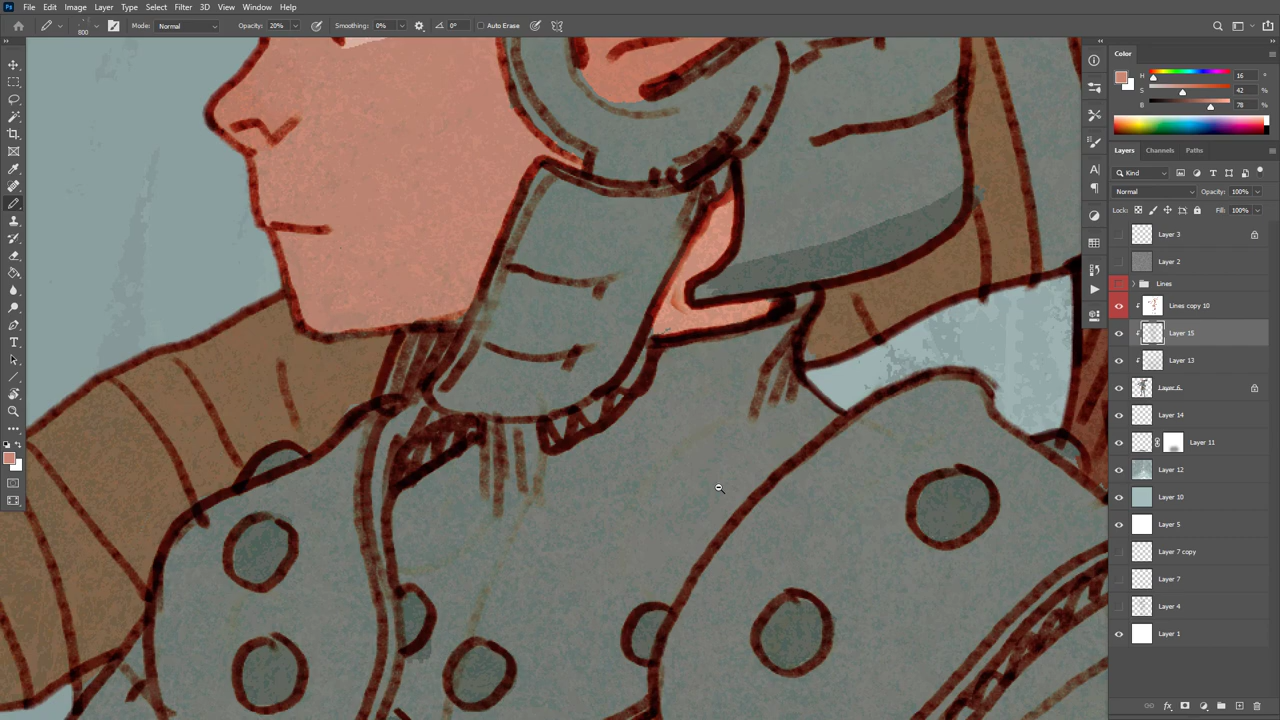 Ps File Edit Image Layer Type Select Filter 3D View Window Help
800 Mode: Normal Opacity: 20% Smoothing: 0% 0° Auto Erase
Color
H 16 °
S 42 %
B 78 %
Layers Channels Paths
Kind
Normal Opacity: 100%
Lock: Fill: 100%
Layer 3
Layer 2
Lines
Lines copy 10
Layer 15
Layer 13
Layer 6
Layer 14
Layer 11
Layer 12
Layer 10
Layer 5
Layer 7 copy
Layer 7
Layer 4
Layer 1